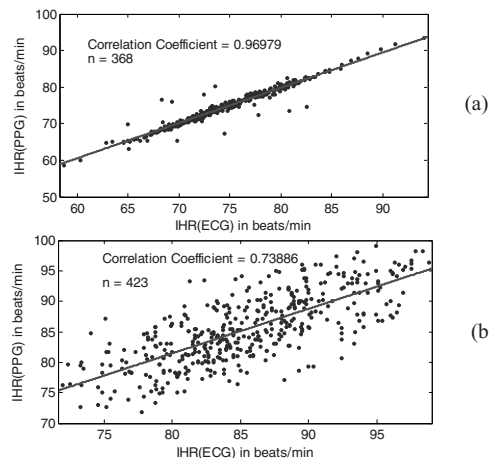 100
90
80
70
60
50
IHR(PPG) in beats/min
Correlation Coefficient = 0.96979
n = 368
60 65 70 75 80 85 90
IHR(ECG) in beats/min
(a)
100
95
90
85
80
75
70
IHR(PPG) in beats/min
Correlation Coefficient = 0.73886
n = 423
75 80 85 90 95
IHR(ECG) in beats/min
(b